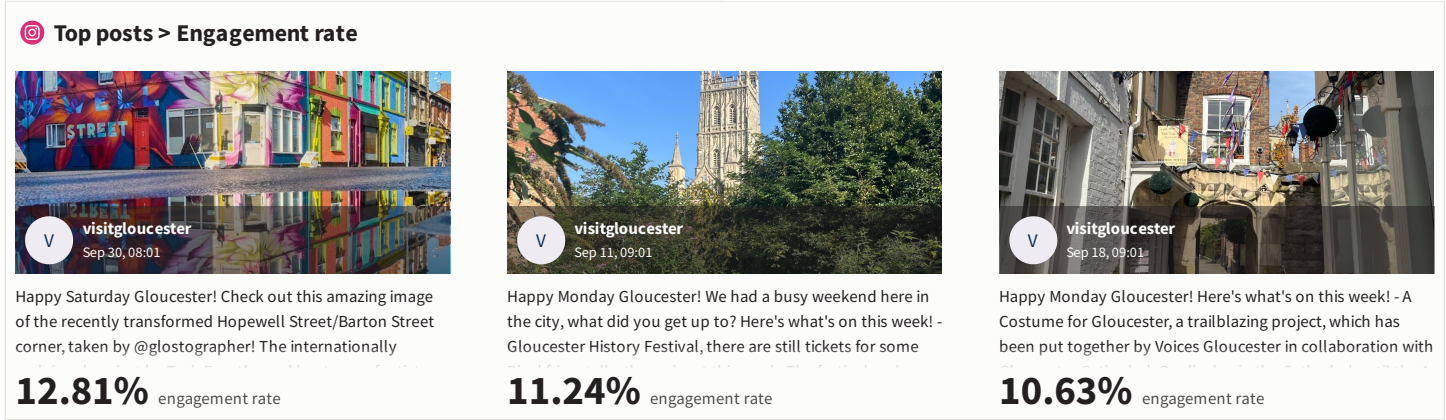 Top posts > Engagement rate
STREET
visitgloucester
Sep 30, 08:01
V
Happy Saturday Gloucester! Check out this amazing image
of the recently transformed Hopewell Street/Barton Street
corner, taken by @glostographer! The internationally
12.81% engagement rate
visitgloucester
Sep 11, 09:01
V
Happy Monday Gloucester! We had a busy weekend here in
the city, what did you get up to? Here's what's on this week! -
Gloucester History Festival, there are still tickets for some
11.24% engagement rate
visitgloucester
Sep 18, 09:01
V
Happy Monday Gloucester! Here's what's on this week! - A
Costume for Gloucester, a trailblazing project, which has
been put together by Voices Gloucester in collaboration with
10.63% engagement rate